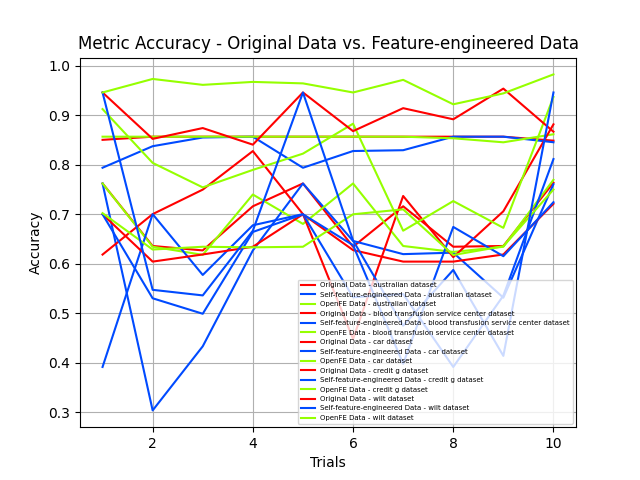 Metric Accuracy - Original Data vs. Feature-engineered Data
1.0
0.9
0.8
0.7
0.6
0.5
0.4
0.3
Accuracy
Original Data - australian dataset
Self-feature-engineered Data - australian dataset
OpenFE Data - australian dataset
Original Data - blood transfusion service center dataset
Self-feature-engineered Data - blood transfusion service center dataset
OpenFE Data - blood transfusion service center dataset
Original Data - car dataset
Self-feature-engineered Data - car dataset
OpenFE Data - car dataset
Original Data - credit g dataset
Self-feature-engineered Data - credit g dataset
OpenFE Data - credit g dataset
Original Data - wilt dataset
Self-feature-engineered Data - wilt dataset
OpenFE Data - wilt dataset
2 4 6 8 10
Trials